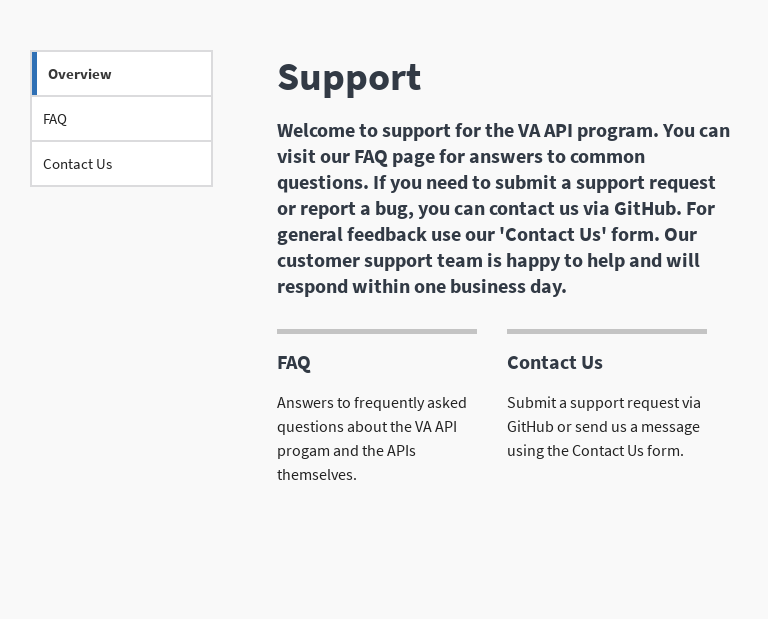 Overview
FAQ
Contact Us
Support
Welcome to support for the VA API program. You can
visit our FAQ page for answers to common
questions. If you need to submit a support request
or report a bug, you can contact us via GitHub. For
general feedback use our 'Contact Us' form. Our
customer support team is happy to help and will
respond within one business day.
FAQ
Answers to frequently asked
questions about the VA API
progam and the APIs
themselves.
Contact Us
Submit a support request via
GitHub or send us a message
using the Contact Us form.